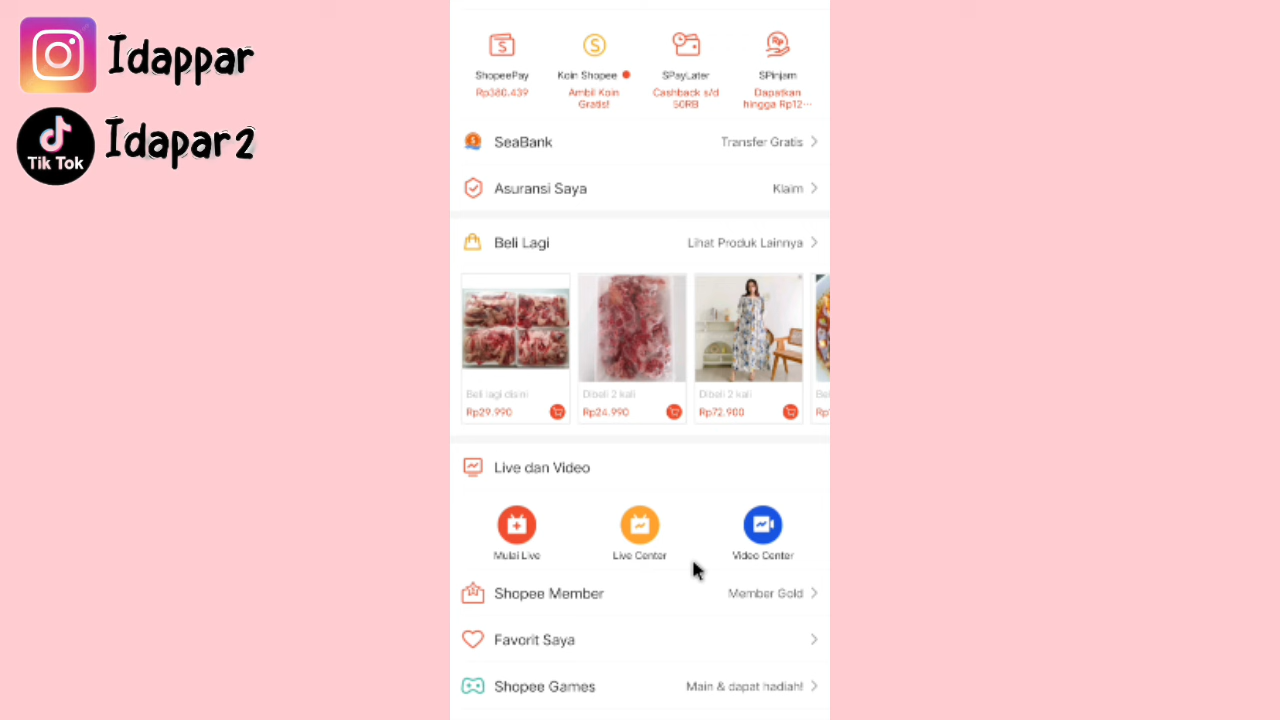 Idappar
Tik Tok
Idapar2
ShopeePay
Koin Shopee
SPayLater
SPinjam
Rp380.439
Ambil Koin
Gratis!
Cashback s/d
50RB
Dapatkan
hingga Rp12...
SeaBank
Transfer Gratis
Asuransi Saya
Klaim
Beli Lagi
Lihat Produk Lainnya
Beli lagi disini
Dibeli 2 kali
Dibeli 2 kali
Rp29.990
Rp24.990
Rp72.900
Live dan Video
Mulai Live
Live Center
Video Center
Shopee Member
Member Gold
Favorit Saya
Shopee Games
Main & dapat hadiah!